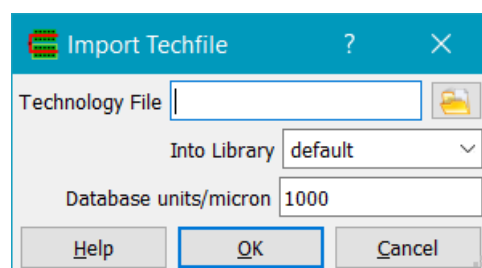 Import Techfile ?
Technology File
Into Library default
Database units/micron 1000
Help OK Cancel